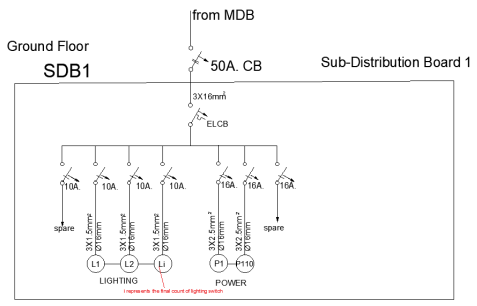 from MDB
Ground Floor
50A. CB
Sub-Distribution Board 1
SDB1
3X16mm²
ELCB
10A. 10A. 10A. 10A. 16A. 16A. 16A.
spare
3X1.5mm²
Ø16mm
3X1.5mm²
Ø16mm
3X1.5mm²
Ø16mm
3X2.5mm²
Ø16mm
3X2.5mm²
Ø16mm
spare
L1 L2 Li P1 P110
LIGHTING POWER
i represents the final count of lighting switch